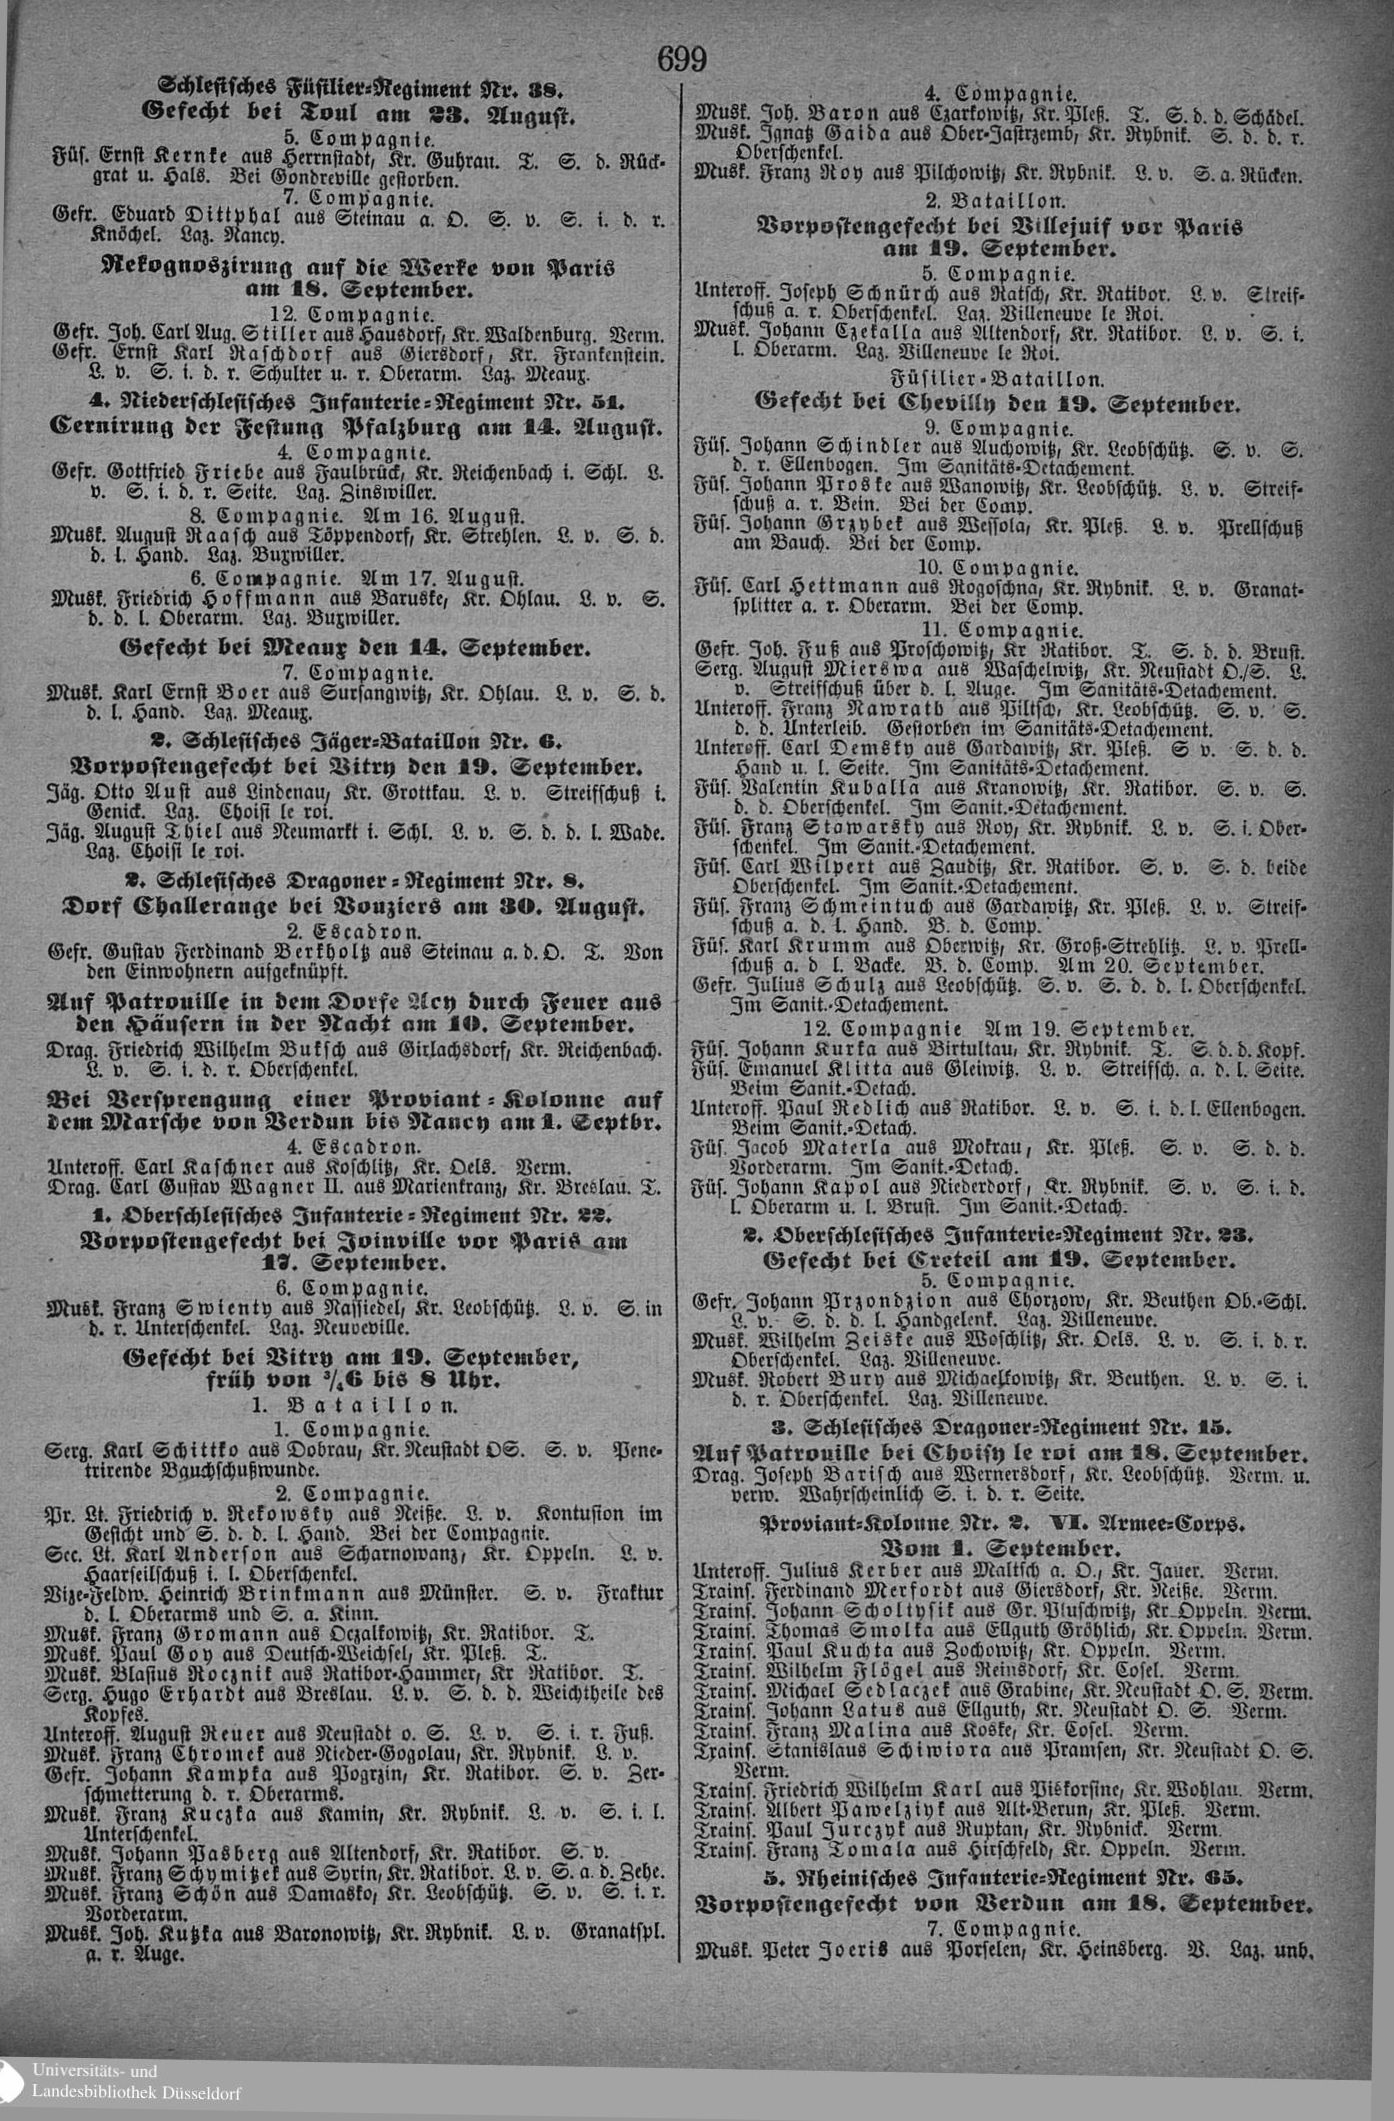 699
Schlesisches Füsilier-Regiment Nr. 38.
Gefecht bei Toul am 23. August.
5. Compagnie.
Füs. Ernst Kernke aus Herrnstadt, Kr. Guhrau. T. S. d. Rück-
grat u. Hals. Bei Gondreville gestorben.
7. Compagnie.
Gefr. Eduard Dittphal aus Steinau a. O. S. v. S. i. d. r.
Knöchel. Laz. Nancy.
Rekognoszirung auf die Werke von Paris
am 18. September.
12. Compagnie.
Gefr. Joh. Carl Aug. Stiller aus Hausdorf, Kr. Waldenburg. Verm.
Gefr. Ernst Karl Raschdorf aus Giersdorf, Kr. Frankenstein.
L. v. S. i. d. r. Schulter u. r. Oberarm. Laz. Meaux.
4. Niederschlesisches Infanterie-Regiment Nr. 51.
Cernirung der Festung Pfalzburg am 14. August.
4. Compagnie.
Gefr. Gottfried Friebe aus Faulbrück, Kr. Reichenbach i. Schl. L.
v. S. i. d. r. Seite. Laz. Zinswiller.
8. Compagnie. Am 16. August.
Musk. August Raasch aus Töppendorf, Kr. Strehlen. L. v. S. d.
d. l. Hand. Laz. Buxwiller.
6. Compagnie. Am 17. August.
Musk. Friedrich Hoffmann aus Baruske, Kr. Ohlau. L. v. S.
d. d. l. Oberarm. Laz. Buxwiller.
Gefecht bei Meaux den 14. September.
7. Compagnie.
Musk. Karl Ernst Boer aus Sursangwitz, Kr. Ohlau. L. v. S. d.
d. l. Hand. Laz. Meaux.
2. Schlesisches Jäger-Bataillon Nr. 6.
Vorpostengefecht bei Vitry den 19. September.
Jäg. Otto Aust aus Lindenau, Kr. Grottkau. L. v. Streifschuß i.
Genick. Laz. Choisi le roi.
Jäg. August Thiel aus Neumarkt i. Schl. L. v. S. d. d. l. Wade.
Laz. Choisi le roi.
2. Schlesisches Dragoner-Regiment Nr. 8.
Dorf Challerange bei Vouziers am 30. August.
2. Escadron.
Gefr. Gustav Ferdinand Berkholtz aus Steinau a. d. O. T. Von
den Einwohnern aufgeknüpft.
Auf Patrouille in dem Dorfe Acy durch Feuer aus
den Häusern in der Nacht am 10. September.
Drag. Friedrich Wilhelm Buksch aus Girlachsdorf, Kr. Reichenbach.
L. v. S. i. d. r. Oberschenkel.
Bei Versprengung einer Proviant-Kolonne auf
dem Marsche von Verdun bis Nancy am 1. Septbr.
4. Escadron.
Unteroff. Carl Kaschner aus Koschlitz, Kr. Oels. Verm.
Drag. Carl Gustav Wagner II. aus Marienkranz, Kr. Breslau. T.
1. Oberschlesisches Infanterie-Regiment Nr. 22.
Vorpostengefecht bei Joinville vor Paris am
17. September.
6. Compagnie.
Musk. Franz Swienty aus Nassiedel, Kr. Leobschütz. L. v. S. in
d. r. Unterschenkel. Laz. Neuveville.
Gefecht bei Vitry am 19. September,
früh von 3/4 6 bis 8 Uhr.
1. Bataillon.
1. Compagnie.
Serg. Karl Schittko aus Dobrau, Kr. Neustadt OS. S. v. Pene-
trirende Bauchschußwunde.
2. Compagnie.
Pr. Lt. Friedrich v. Rekowsky aus Neiße. L. v. Kontusion im
Gesicht und S. d. d. l. Hand. Bei der Compagnie.
Sec. Lt. Karl Anderson aus Scharnowanz, Kr. Oppeln. L. v.
Haarseilschuß i. l. Oberschenkel.
Vize-Feldw. Heinrich Brinkmann aus Münster. S. v. Fraktur
d. l. Oberarms und S. a. Kinn.
Musk. Franz Gromann aus Oczalkowitz, Kr. Ratibor. T.
Musk. Paul Goy aus Deutsch-Weichsel, Kr. Pleß. T.
Musk. Blasius Rocznik aus Ratibor-Hammer, Kr Ratibor. T.
Serg. Hugo Erhardt aus Breslau. L. v. S. d. d. Weichtheile des
Kopfes.
Unteroff. August Reuer aus Neustadt o. S. L. v. S. i. r. Fuß.
Musk. Franz Chromek aus Nieder-Gogolau, Kr. Rybnik. L. v.
Gefr. Johann Kampka aus Pogrzin, Kr. Ratibor. S. v. Zer-
schmetterung d. r. Oberarms.
Musk. Franz Kuczka aus Kamin, Kr. Rybnik. L. v. S. i. l.
Unterschenkel.
Musk. Johann Pasberg aus Altendorf, Kr. Ratibor. S. v.
Musk. Franz Schymitzek aus Syrin, Kr. Ratibor. L. v. S. a. d. Zehe.
Musk. Franz Schön aus Damasko, Kr. Leobschütz. S. v. S. i. r.
Vorderarm.
Musk. Joh. Kutzka aus Baronowitz, Kr. Rybnik. L. v. Granatspl.
a. r. Auge.
4. Compagnie.
Musk. Joh. Baron aus Czarkowitz, Kr. Pleß. T. S. d. d. Schädel.
Musk. Ignatz Gaida aus Ober-Jastrzemb, Kr. Rybnik. S. d. d. r.
Oberschenkel.
Musk. Franz Roy aus Pilchowitz, Kr. Rybnik. L. v. S. a. Rücken.
2. Bataillon.
Vorpostengefecht bei Villejuif vor Paris
am 19. September.
5. Compagnie.
Unteroff. Joseph Schnürch aus Ratsch, Kr. Ratibor. L. v. Streif-
schuß a. r. Oberschenkel. Laz. Villeneuve le Roi.
Musk. Johann Czekalla aus Altendorf, Kr. Ratibor. L. v. S. i.
l. Oberarm. Laz. Villeneuve le Roi.
Füsilier-Bataillon.
Gefecht bei Chevilly den 19. September.
9. Compagnie.
Füs. Johann Schindler aus Auchowitz, Kr. Leobschütz. S. v. S.
d. r. Ellenbogen. Im Sanitäts-Detachement.
Füs. Johann Proske aus Wanowitz, Kr. Leobschütz. L. v. Streif-
schuß a. r. Bein. Bei der Comp.
Füs. Johann Grzybek aus Wessola, Kr. Pleß. L. v. Prellschuß
am Bauch. Bei der Comp.
10. Compagnie.
Füs. Carl Hettmann aus Rogoschna, Kr. Rybnik. L. v. Granat-
splitter a. r. Oberarm. Bei der Comp.
11. Compagnie.
Gefr. Joh. Fuß aus Proschowitz, Kr Ratibor. T. S. d. d. Brust.
Serg. August Mierswa aus Waschelwitz, Kr. Neustadt O./S. L.
v. Streifschuß über d. l. Auge. Im Sanitäts-Detachement.
Unteroff. Franz Nawrath aus Piltsch, Kr. Leobschütz. S. v. S.
d. d. Unterleib. Gestorben im Sanitäts-Detachement.
Unteroff. Carl Demsky aus Gardawitz, Kr. Pleß. S v. S. d. d.
Hand u. l. Seite. Im Sanitäts-Detachement.
Füs. Valentin Kuballa aus Kranowitz, Kr. Ratibor. S. v. S.
d. d. Oberschenkel. Im Sanit.-Detachement.
Füs. Franz Stawarsky aus Roy, Kr. Rybnik. L. v. S. i. Ober-
schenkel. Im Sanit.-Detachement.
Füs. Carl Wilpert aus Zauditz, Kr. Ratibor. S. v. S. d. beide
Oberschenkel. Im Sanit.-Detachement.
Füs. Franz Schmeintuch aus Gardawitz, Kr. Pleß. L. v. Streif-
schuß a. d. l. Hand. B. d. Comp.
Füs. Karl Krumm aus Oberwitz, Kr. Groß-Strehlitz. L. v. Prell-
schuß a. d l. Backe. B. d. Comp. Am 20. September.
Gefr. Julius Schulz aus Leobschütz. S. v. S. d. d. l. Oberschenkel.
Im Sanit.-Detachement.
12. Compagnie Am 19. September.
Füs. Johann Kurka aus Birtultau, Kr. Rybnik. T. S. d. d. Kopf.
Füs. Emanuel Klitta aus Gleiwitz. L. v. Streifsch. a. d. l. Seite.
Beim Sanit.-Detach.
Unteroff. Paul Redlich aus Ratibor. L. v. S. i. d. l. Ellenbogen.
Beim Sanit.-Detach.
Füs. Jacob Materla aus Mokrau, Kr. Pleß. S. v. S. d. d.
Vorderarm. Im Sanit.-Detach.
Füs. Johann Kapol aus Niederdorf, Kr. Rybnik. S. v. S. i. d.
l. Oberarm u. l. Brust. Im Sanit.-Detach.
2. Oberschlesisches Infanterie-Regiment Nr. 23.
Gefecht bei Creteil am 19. September.
5. Compagnie.
Gefr. Johann Przondzion aus Chorzow, Kr. Beuthen Ob.-Schl.
L. v. S. d. d. l. Handgelenk. Laz. Villeneuve.
Musk. Wilhelm Zeiske aus Woschlitz, Kr. Oels. L. v. S. i. d. r.
Oberschenkel. Laz. Villeneuve.
Musk. Robert Bury aus Michaelkowitz, Kr. Beuthen. L. v. S. i.
d. r. Oberschenkel. Laz. Villeneuve.
3. Schlesisches Dragoner-Regiment Nr. 15.
Auf Patrouille bei Choisy le roi am 18. September.
Drag. Joseph Barisch aus Wernersdorf, Kr. Leobschütz. Verm. u.
verw. Wahrscheinlich S. i. d. r. Seite.
Proviant-Kolonne Nr. 2. VI. Armee-Corps.
Vom 1. September.
Unteroff. Julius Kerber aus Maltsch a. O., Kr. Jauer. Verm.
Trains. Ferdinand Merfordt aus Giersdorf, Kr. Neiße. Verm.
Trains. Johann Scholtysik aus Gr. Pluschwitz, Kr Oppeln. Verm.
Trains. Thomas Smolka aus Ellguth Gröhlich, Kr. Oppeln. Verm.
Trains. Paul Kuchta aus Zochowitz, Kr. Oppeln. Verm.
Trains. Wilhelm Flögel aus Reinsdorf, Kr. Cosel. Verm.
Trains. Michael Sedlaczek aus Grabine, Kr. Neustadt O. S. Verm.
Trains. Johann Latus aus Ellguth, Kr. Neustadt O. S. Verm.
Trains. Franz Malina aus Koske, Kr. Cosel. Verm.
Trains. Stanislaus Schiwiora aus Pramsen, Kr. Neustadt O. S.
Verm.
Trains. Friedrich Wilhelm Karl aus Piskorsine, Kr. Wohlau. Verm.
Trains. Albert Pawelziyk aus Alt-Berun, Kr. Pleß. Verm.
Trains. Paul Jurczyk aus Ruptan, Kr. Rybnick. Verm.
Trains. Franz Tomala aus Hirschfeld, Kr. Oppeln. Verm.
5. Rheinisches Infanterie-Regiment Nr. 65.
Vorpostengefecht von Verdun am 18. September.
7. Compagnie.
Musk. Peter Joeris aus Porselen, Kr. Heinsberg. V. Laz. unb.
Universitäts- und
Landesbibliothek Düsseldorf